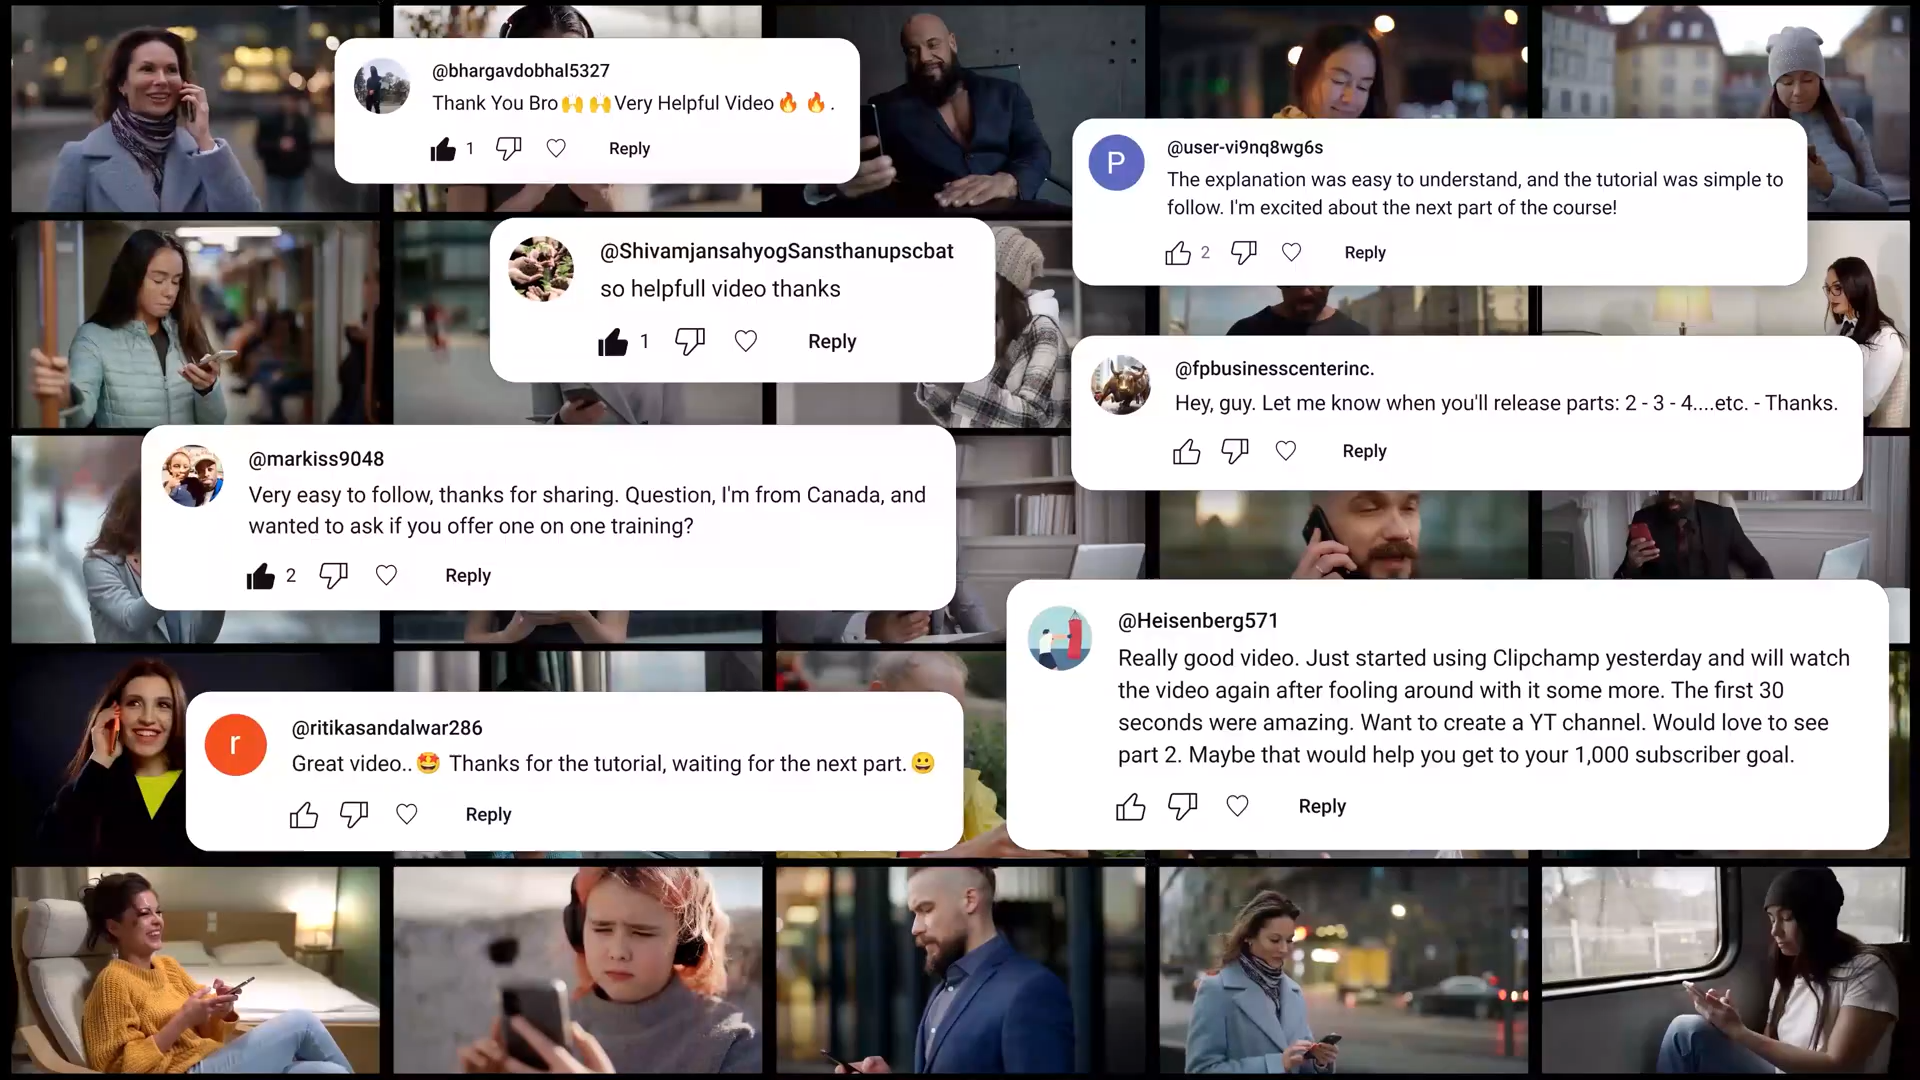 @bhargavdobhal5327
Thank You Bro🙌🙌Very Helpful Video🔥🔥.
1
Reply
P
@user-vi9nq8wg6s
The explanation was easy to understand, and the tutorial was simple to
follow. I'm excited about the next part of the course!
2
Reply
@ShivamjansahyogSansthanupscbat
so helpfull video thanks
1
Reply
@fpbusinesscenterinc.
Hey, guy. Let me know when you'll release parts: 2 - 3 - 4....etc. - Thanks.
Reply
@markiss9048
Very easy to follow, thanks for sharing. Question, I'm from Canada, and
wanted to ask if you offer one on one training?
2
Reply
@Heisenberg571
Really good video. Just started using Clipchamp yesterday and will watch
the video again after fooling around with it some more. The first 30
seconds were amazing. Want to create a YT channel. Would love to see
part 2. Maybe that would help you get to your 1,000 subscriber goal.
Reply
r
@ritikasandalwar286
Great video..🤩 Thanks for the tutorial, waiting for the next part.😀
Reply